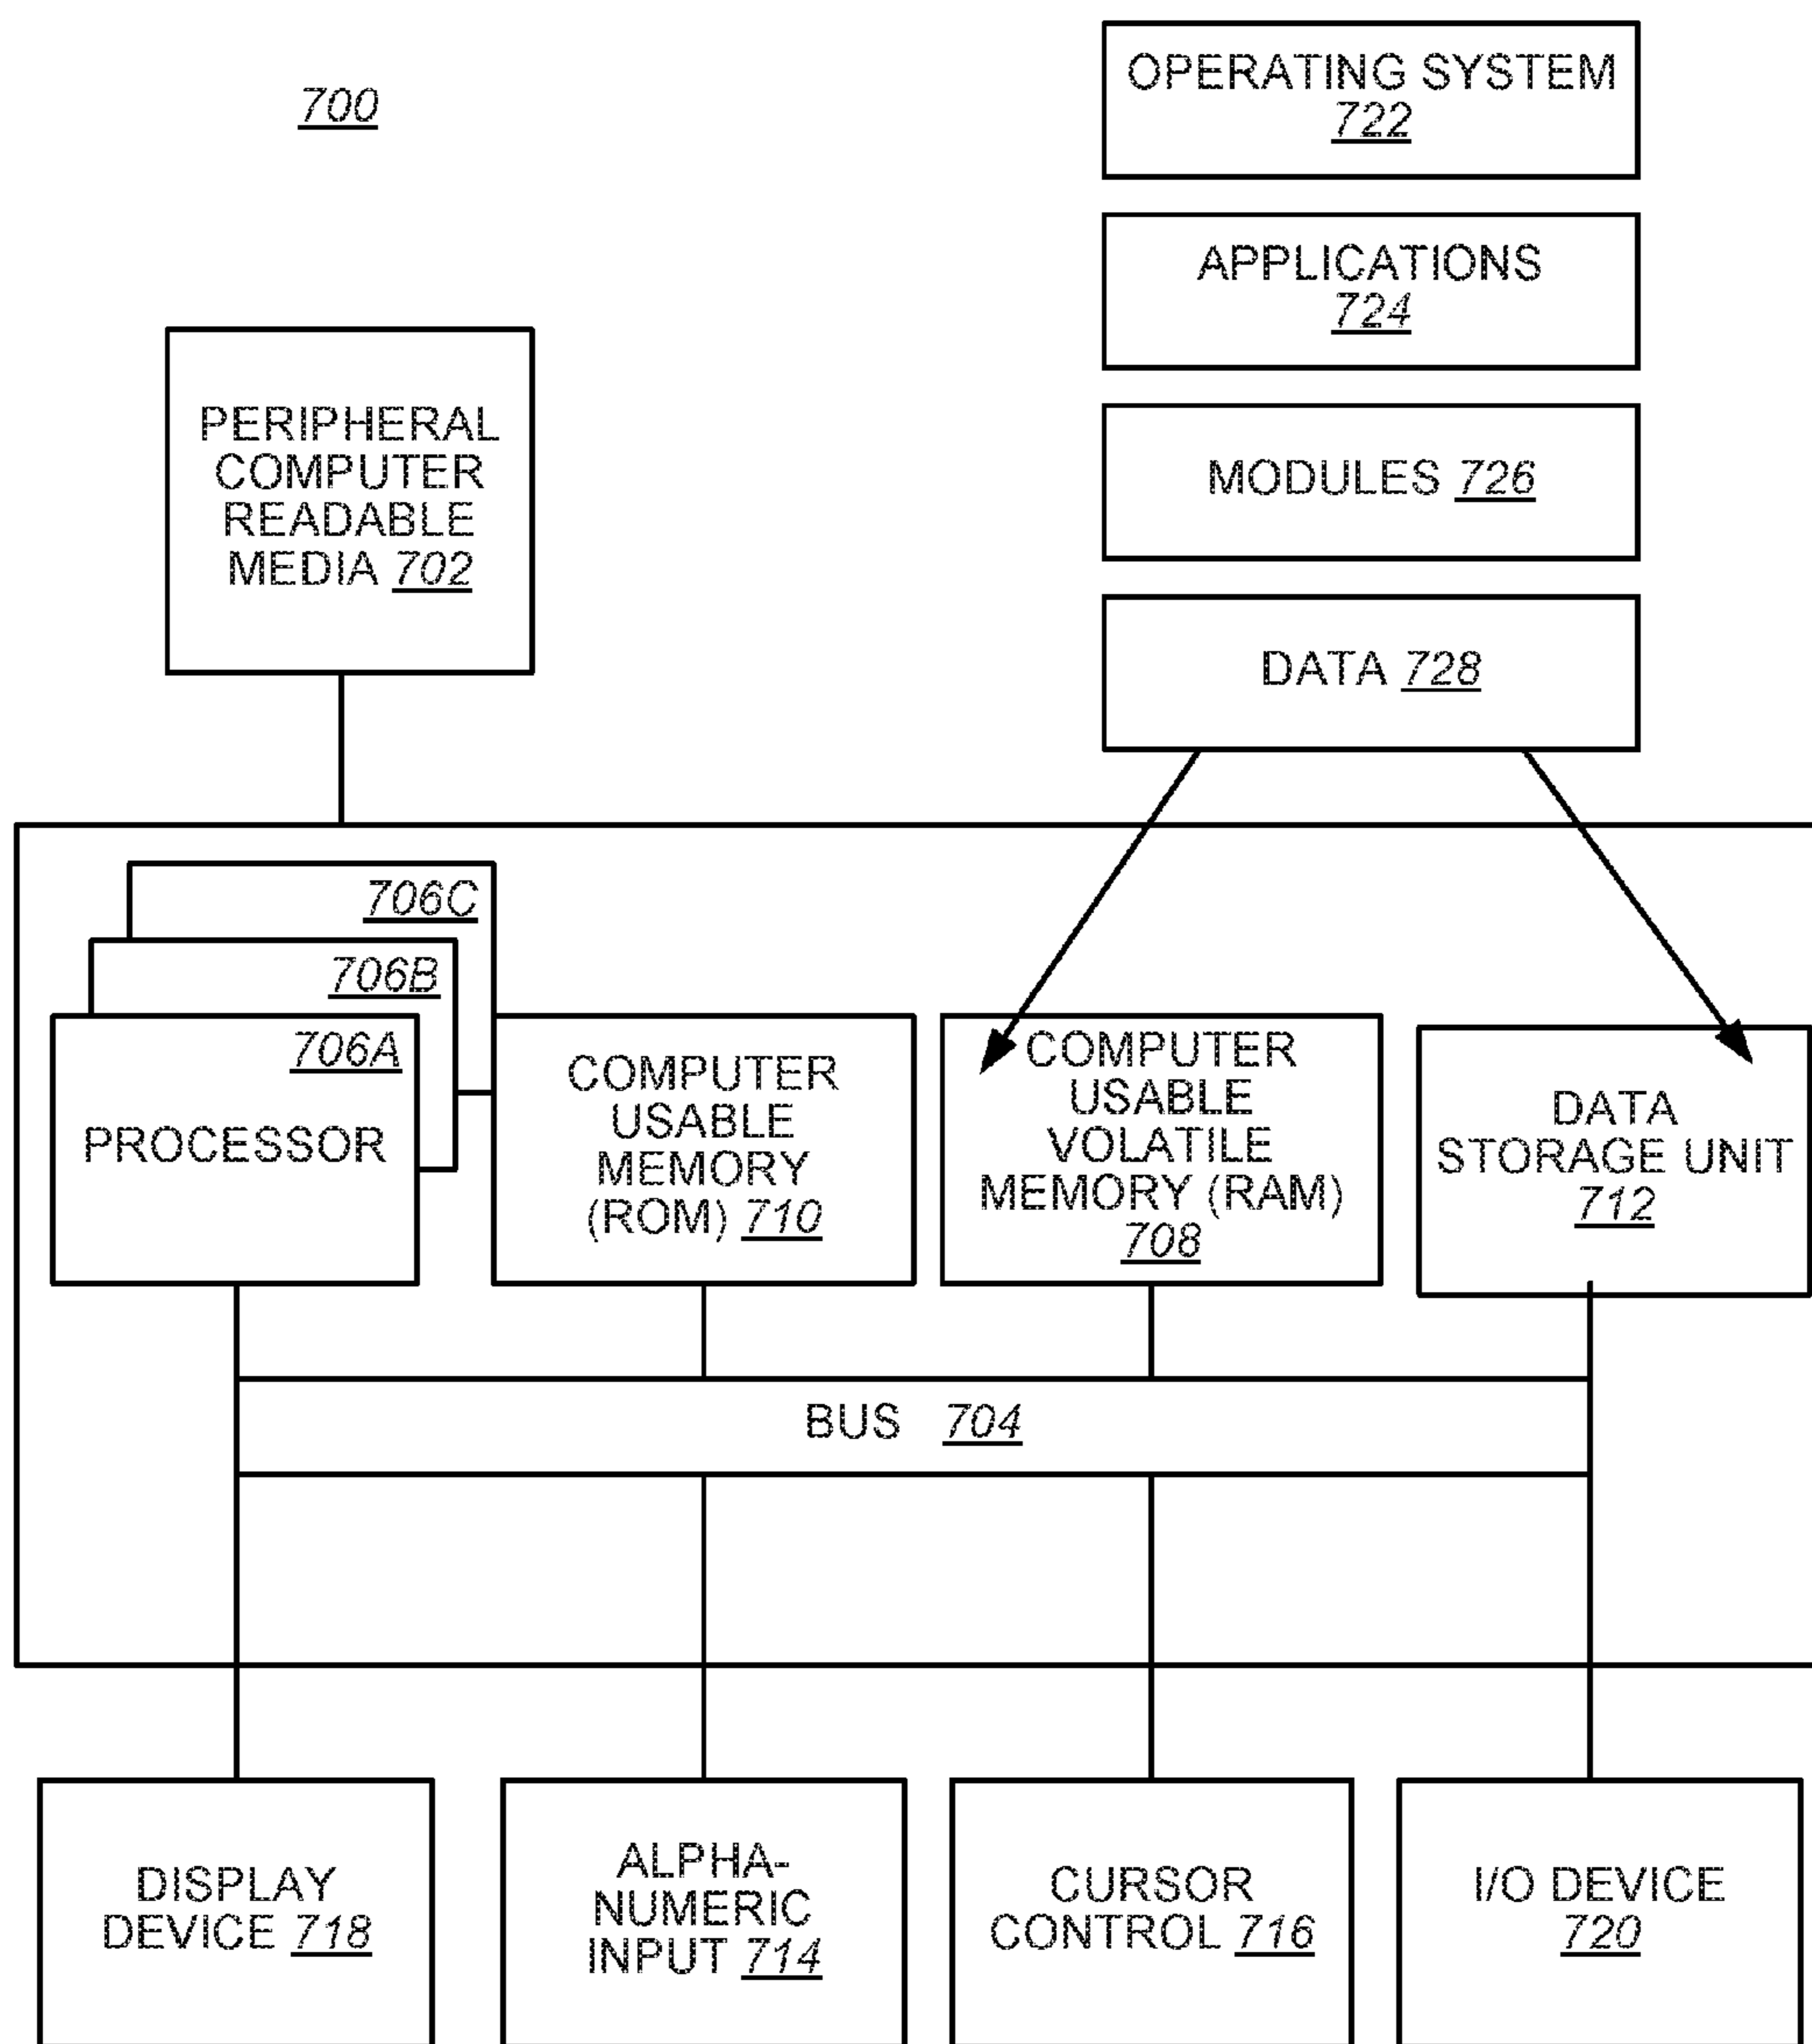 700
OPERATING SYSTEM
722
APPLICATIONS
724
MODULES 726
DATA 728
PERIPHERAL
COMPUTER
READABLE
MEDIA 702
706C
706B
706A
PROCESSOR
COMPUTER
USABLE
MEMORY
(ROM) 710
COMPUTER
USABLE
VOLATILE
MEMORY (RAM)
708
DATA
STORAGE UNIT
712
BUS 704
DISPLAY
DEVICE 718
ALPHA-
NUMERIC
INPUT 714
CURSOR
CONTROL 716
I/O DEVICE
720